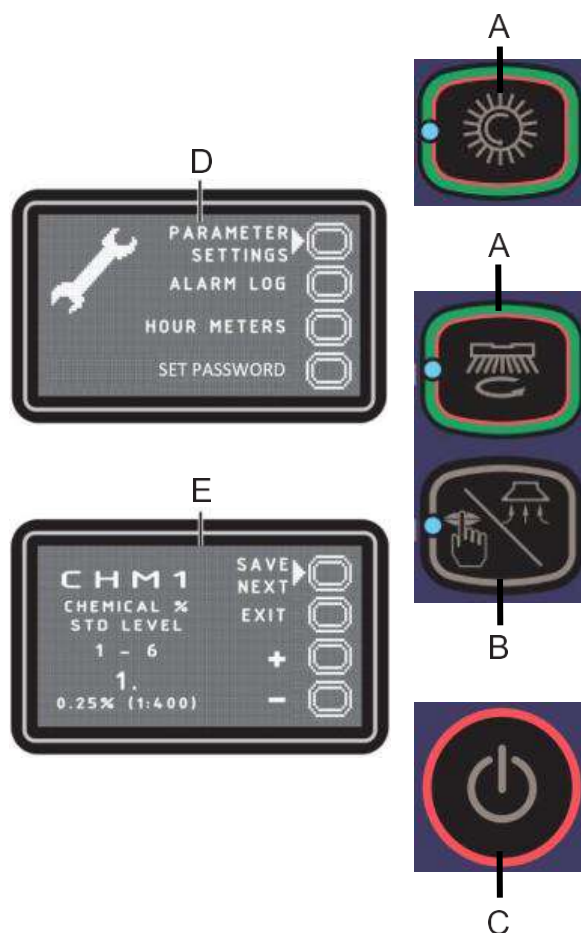 A
D
PARAMETER
SETTINGS
ALARM LOG
HOUR METERS
SET PASSWORD
A
E
CHM1
CHEMICAL %
STD LEVEL
1 - 6
1.
0.25% (1:400)
SAVE
NEXT
EXIT
+
-
B
C